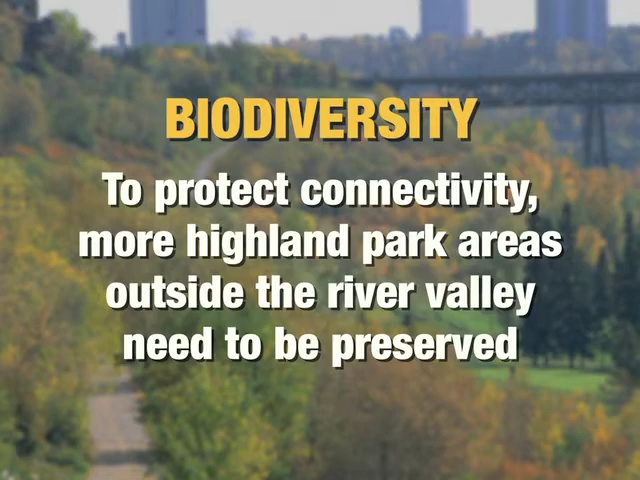 BIODIVERSITY
To protect connectivity,
more highland park areas
outside the river valley
need to be preserved